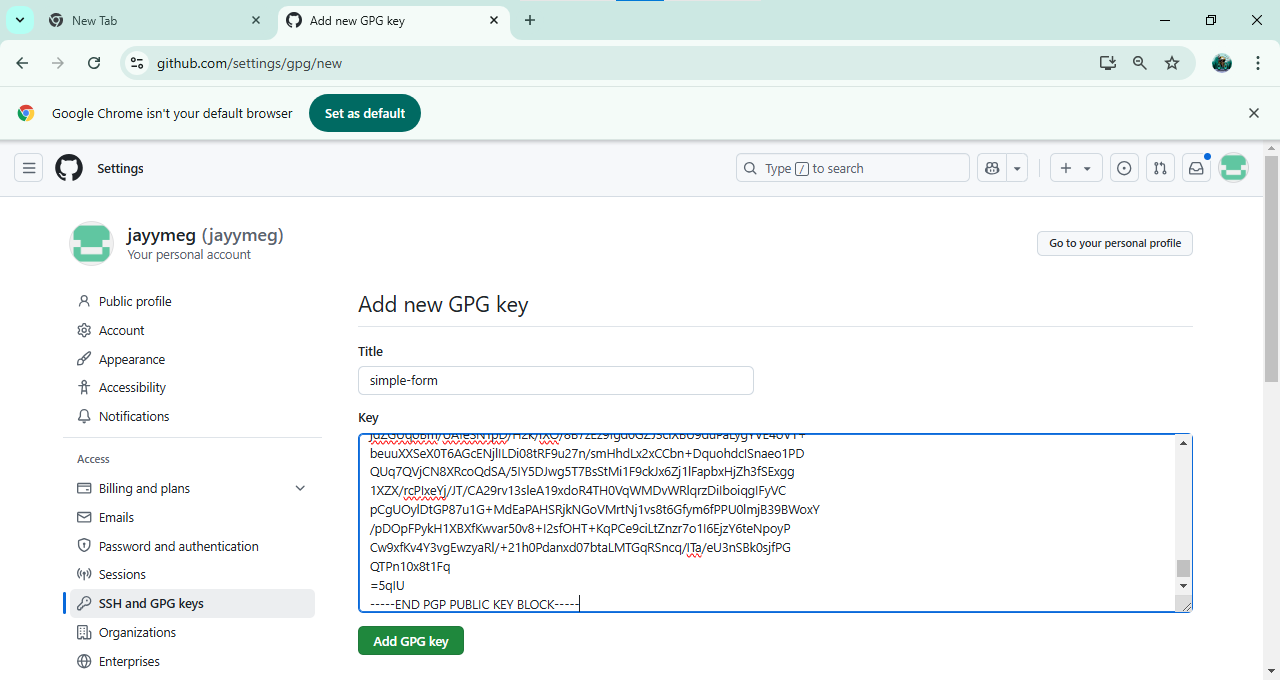 New Tab
Add new GPG key
github.com/settings/gpg/new
Google Chrome isn't your default browser
Set as default
Settings
Type / to search
jayymeg (jayymeg)
Your personal account
Go to your personal profile
Public profile
Account
Appearance
Accessibility
Notifications
Access
Billing and plans
Emails
Password and authentication
Sessions
SSH and GPG keys
Organizations
Enterprises
Add new GPG key
Title
simple-form
Key
beuuXXSeX0T6AGcENjlILDi08tRF9u27n/smHhdLx2xCCbn+DquohdclSnaeo1PD
QUq7QVjCN8XRcoQdSA/5IY5DJwg5T7BsStMi1F9ckJx6Zj1lFapbxHjZh3fSExgg
1XZX/rcPIxeYj/JT/CA29rv13sleA19xdoR4TH0VqWMDvWRlqrzDiIboiqgIFyVC
pCgUOylDtGP87u1G+MdEaPAHSRjkNGoVMrtNj1vs8t6Gfym6fPPU0lmjB39BWoxY
/pDOpFPykH1XBXfKwvar50v8+I2sfOHT+KqPCe9ciLtZnzr7o1I6EjzY6teNpoyP
Cw9xfKv4Y3vgEwzyaRl/+21h0Pdanxd07btaLMTGqRSncq/ITa/eU3nSBk0sjfPG
QTPn10x8t1Fq
=5qIU
-----END PGP PUBLIC KEY BLOCK-----
Add GPG key